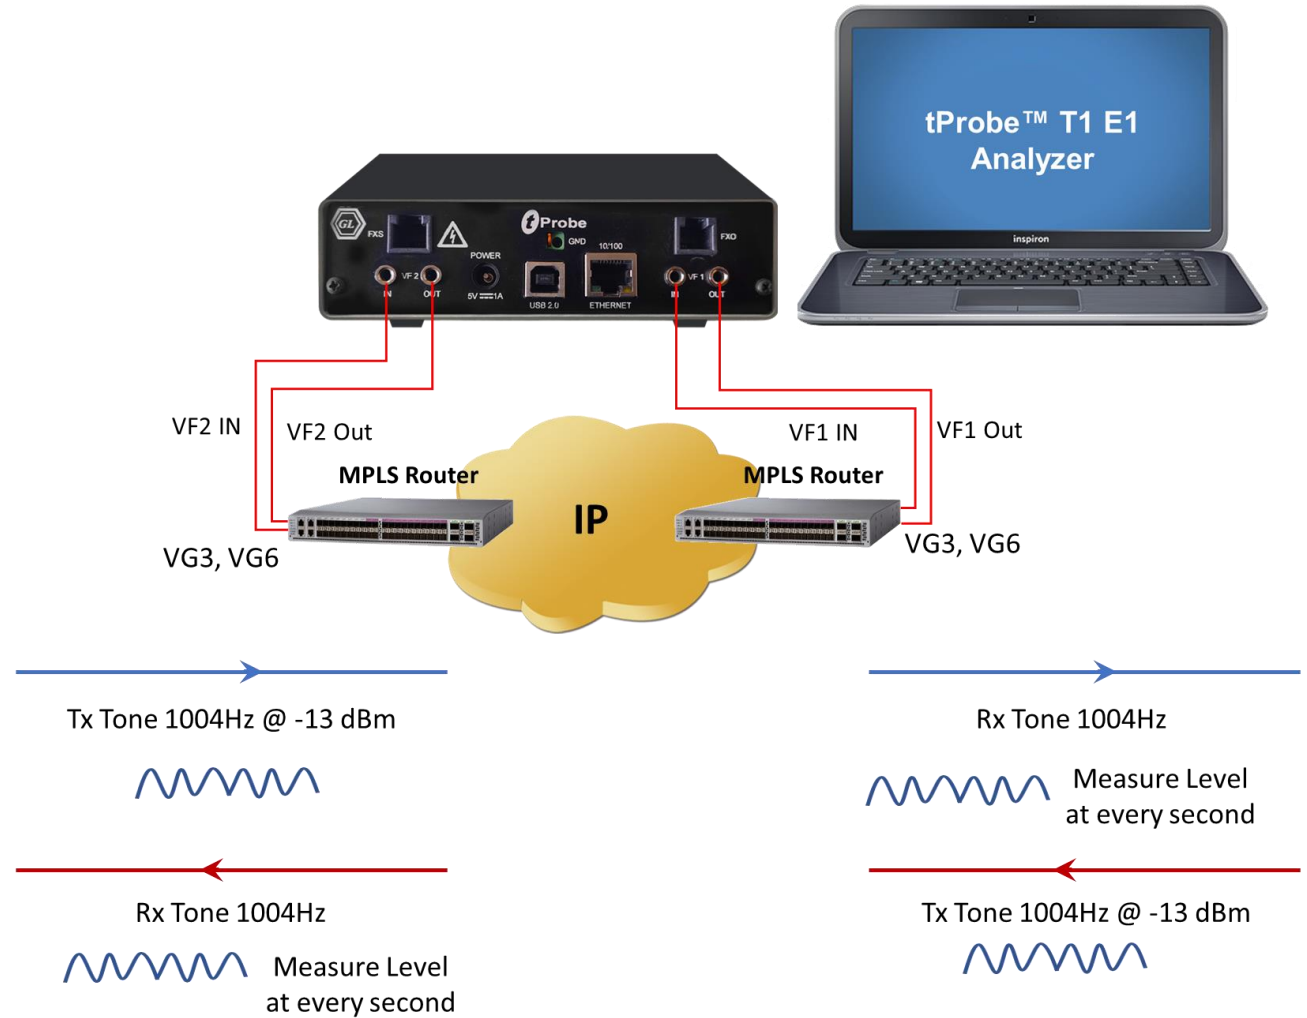 tProbe™ T1 E1
Analyzer
inspiron
GL
FXS
tProbe
GND
10/100
FXO
POWER
VF 2
IN
OUT
5V 1A
USB 2.0
ETHERNET
VF 1
IN
OUT
VF2 IN
VF2 Out
VF1 IN
VF1 Out
MPLS Router
MPLS Router
IP
VG3, VG6
VG3, VG6
Tx Tone 1004Hz @ -13 dBm
Rx Tone 1004Hz
Measure Level
at every second
Rx Tone 1004Hz
Measure Level
at every second
Tx Tone 1004Hz @ -13 dBm